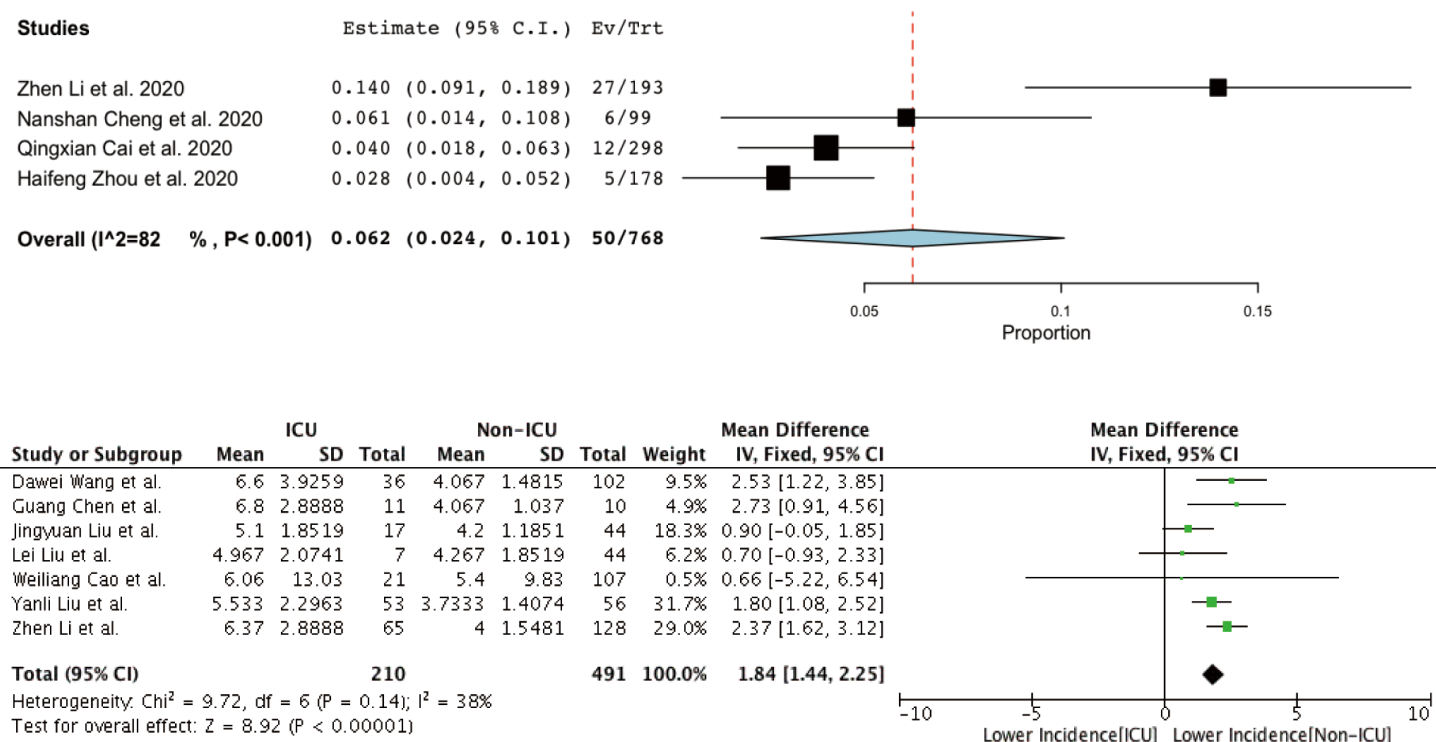 Studies Estimate (95% C.I.) Ev/Trt
Zhen Li et al. 2020 0.140 (0.091, 0.189) 27/193
Nanshan Cheng et al. 2020 0.061 (0.014, 0.108) 6/99
Qingxian Cai et al. 2020 0.040 (0.018, 0.063) 12/298
Haifeng Zhou et al. 2020 0.028 (0.004, 0.052) 5/178
Overall (I^2=82 % , P< 0.001) 0.062 (0.024, 0.101) 50/768
0.05 0.1 0.15
Proportion
ICU Non-ICU Mean Difference Mean Difference
Study or Subgroup Mean SD Total Mean SD Total Weight IV, Fixed, 95% CI IV, Fixed, 95% CI
Dawei Wang et al. 6.6 3.9259 36 4.067 1.4815 102 9.5% 2.53 [1.22, 3.85]
Guang Chen et al. 6.8 2.8888 11 4.067 1.037 10 4.9% 2.73 [0.91, 4.56]
Jingyuan Liu et al. 5.1 1.8519 17 4.2 1.1851 44 18.3% 0.90 [-0.05, 1.85]
Lei Liu et al. 4.967 2.0741 7 4.267 1.8519 44 6.2% 0.70 [-0.93, 2.33]
Weiliang Cao et al. 6.06 13.03 21 5.4 9.83 107 0.5% 0.66 [-5.22, 6.54]
Yanli Liu et al. 5.533 2.2963 53 3.7333 1.4074 56 31.7% 1.80 [1.08, 2.52]
Zhen Li et al. 6.37 2.8888 65 4 1.5481 128 29.0% 2.37 [1.62, 3.12]
Total (95% CI) 210 491 100.0% 1.84 [1.44, 2.25]
Heterogeneity: Chi² = 9.72, df = 6 (P = 0.14); I² = 38%
Test for overall effect: Z = 8.92 (P < 0.00001)
-10 -5 0 5 10
Lower Incidence[ICU] Lower Incidence[Non-ICU]